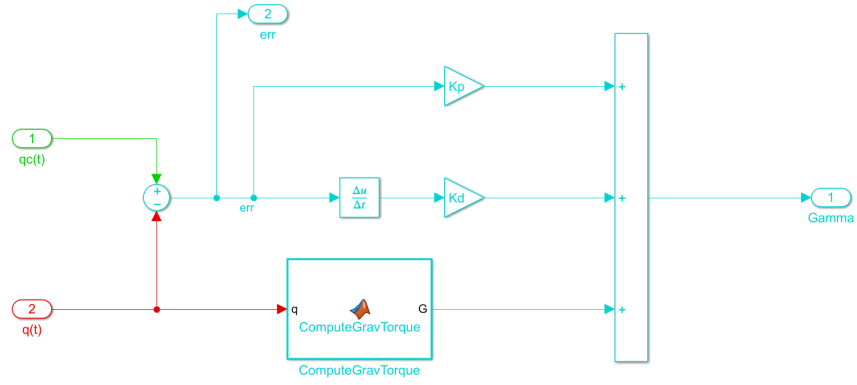 2
err
Kp
+
1
qc(t)
+
−
err
Δu
Δt
Kd
+
1
Gamma
2
q(t)
q
G
ComputeGravTorque
+
ComputeGravTorque